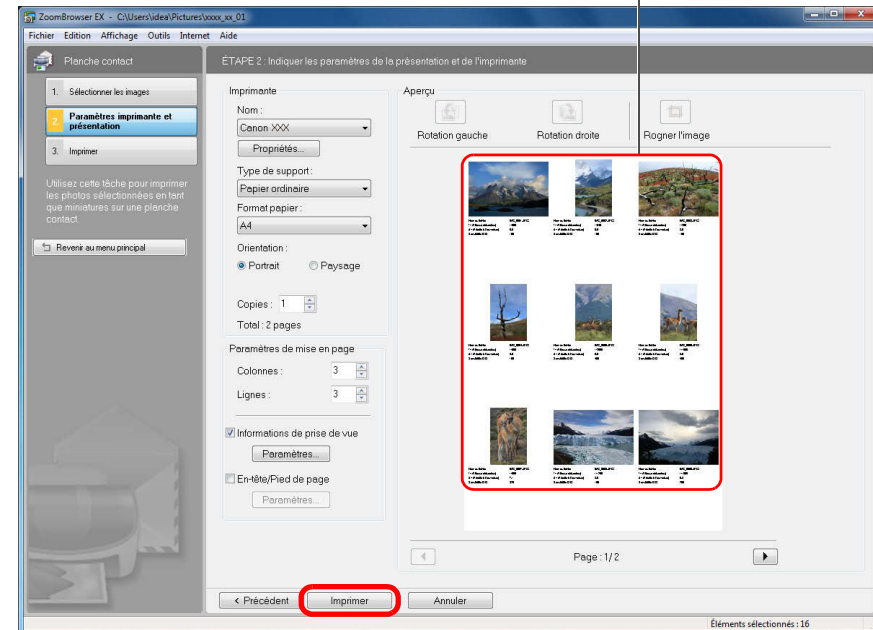 ZoomBrowser EX - C:\Users\idea\Pictures\xxxx_xx_01
Fichier Edition Affichage Outils Internet Aide
Planche contact
ÉTAPE 2 : Indiquer les paramètres de la présentation et de l'imprimante
1. Sélectionner les images
2. Paramètres imprimante et
présentation
3. Imprimer
Utilisez cette tâche pour imprimer
les photos sélectionnées en tant
que miniatures sur une planche
contact.
Revenir au menu principal
Imprimante
Nom :
Canon XXX
Propriétés...
Type de support :
Papier ordinaire
Format papier :
A4
Orientation :
Portrait Paysage
Copies : 1
Total : 2 pages
Paramètres de mise en page
Colonnes : 3
Lignes : 3
Informations de prise de vue
Paramètres...
En-tête/Pied de page
Paramètres...
Aperçu
Rotation gauche Rotation droite Rogner l'image
Page : 1/ 2
< Précédent Imprimer Annuler
Éléments sélectionnés : 16